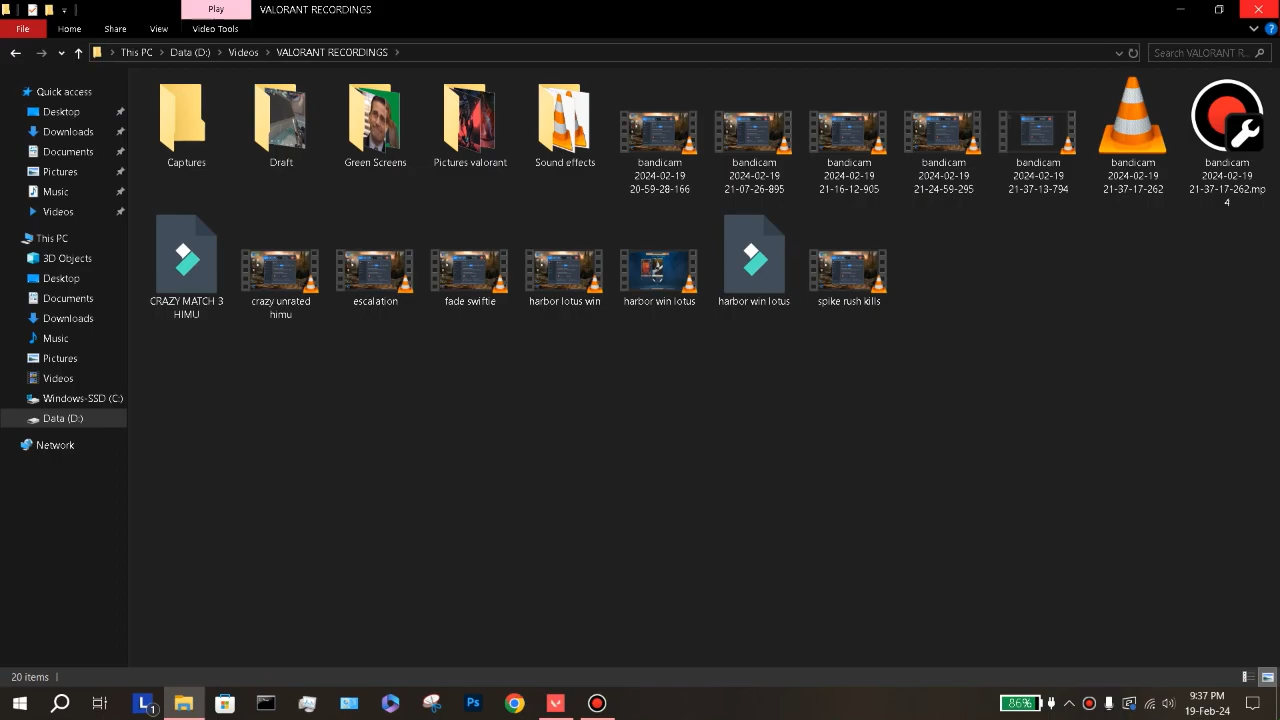 Play
VALORANT RECORDINGS
File
Home
Share
View
Video Tools
This PC
Data (D:)
Videos
VALORANT RECORDINGS
Search VALORANT R...
Quick access
Desktop
Downloads
Documents
Pictures
Music
Videos
This PC
3D Objects
Desktop
Documents
Downloads
Music
Pictures
Videos
Windows-SSD (C:)
Data (D:)
Network
Captures
Draft
Green Screens
Pictures valorant
Sound effects
bandicam
2024-02-19
20-59-28-166
bandicam
2024-02-19
21-07-26-895
bandicam
2024-02-19
21-16-12-905
bandicam
2024-02-19
21-24-59-295
bandicam
2024-02-19
21-37-13-794
bandicam
2024-02-19
21-37-17-262
bandicam
2024-02-19
21-37-17-262.mp
4
CRAZY MATCH 3
HIMU
crazy unrated
himu
escalation
fade swiftie
harbor lotus win
harbor win lotus
harbor win lotus
spike rush kills
20 items
L
1
Ps
86%
9:37 PM
19-Feb-24